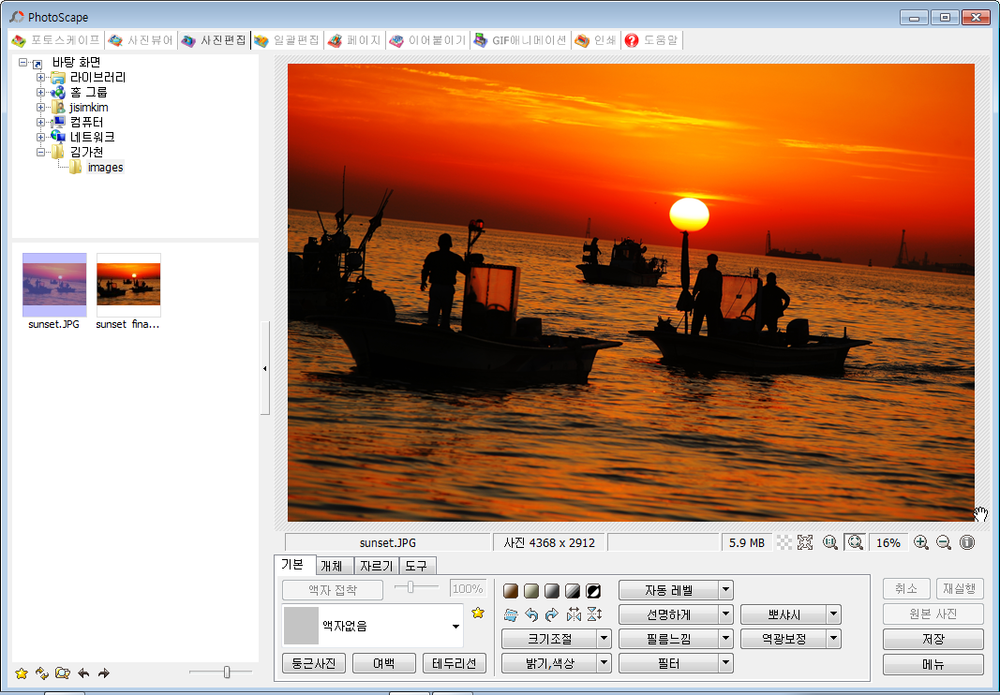 PhotoScape
포토스케이프 사진뷰어 사진편집 일괄편집 페이지 이어붙이기 GIF애니메이션 인쇄 도움말
바탕 화면
라이브러리
홈 그룹
jisimkim
컴퓨터
네트워크
김가천
images
sunset.JPG sunset fina...
sunset.JPG 사진 4368 x 2912 5.9 MB 16%
기본 개체 자르기 도구
액자 접착 100% 자동 레벨 취소 재실행
액자없음 선명하게 뽀샤시 원본 사진
크기조절 필름느낌 역광보정 저장
둥근사진 여백 테두리선 밝기,색상 필터 메뉴